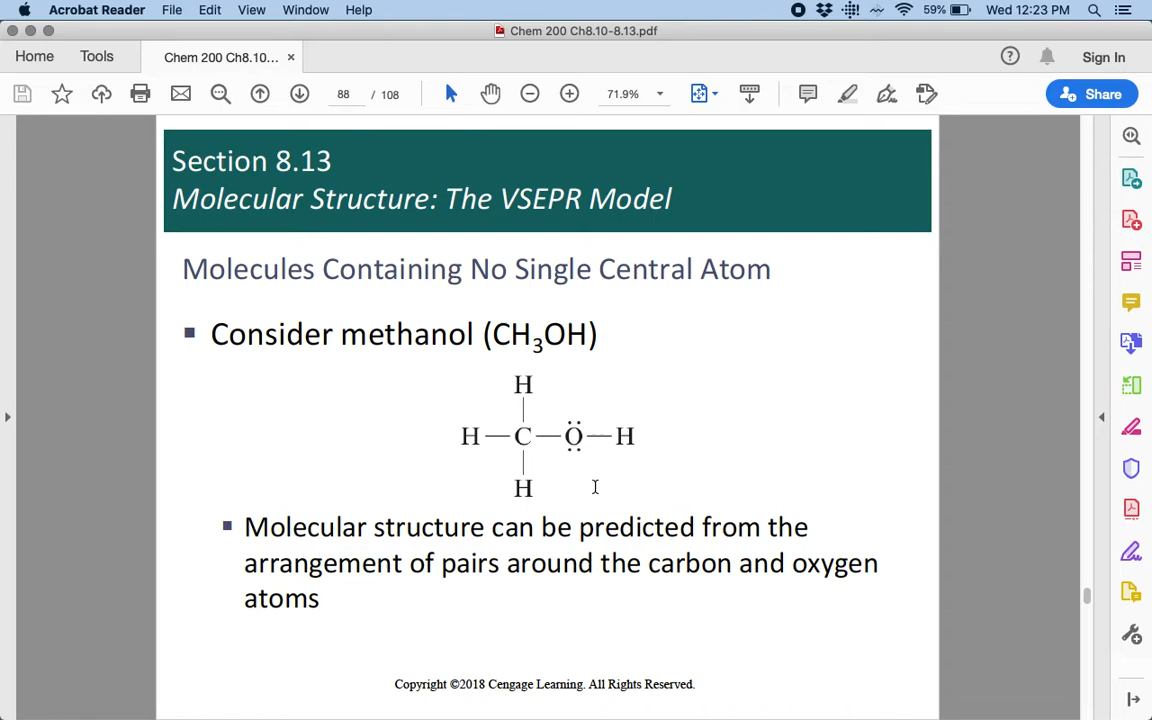 Acrobat Reader File Edit View Window Help 59% Wed 12:23 PM
Chem 200 Ch8.10-8.13.pdf
Home Tools Chem 200 Ch8.10... × Sign In
88 / 108 71.9% Share
Section 8.13
Molecular Structure: The VSEPR Model
Molecules Containing No Single Central Atom
▪ Consider methanol (CH₃OH)
H
H—C—O—H
H
▪ Molecular structure can be predicted from the
arrangement of pairs around the carbon and oxygen
atoms
Copyright ©2018 Cengage Learning. All Rights Reserved.